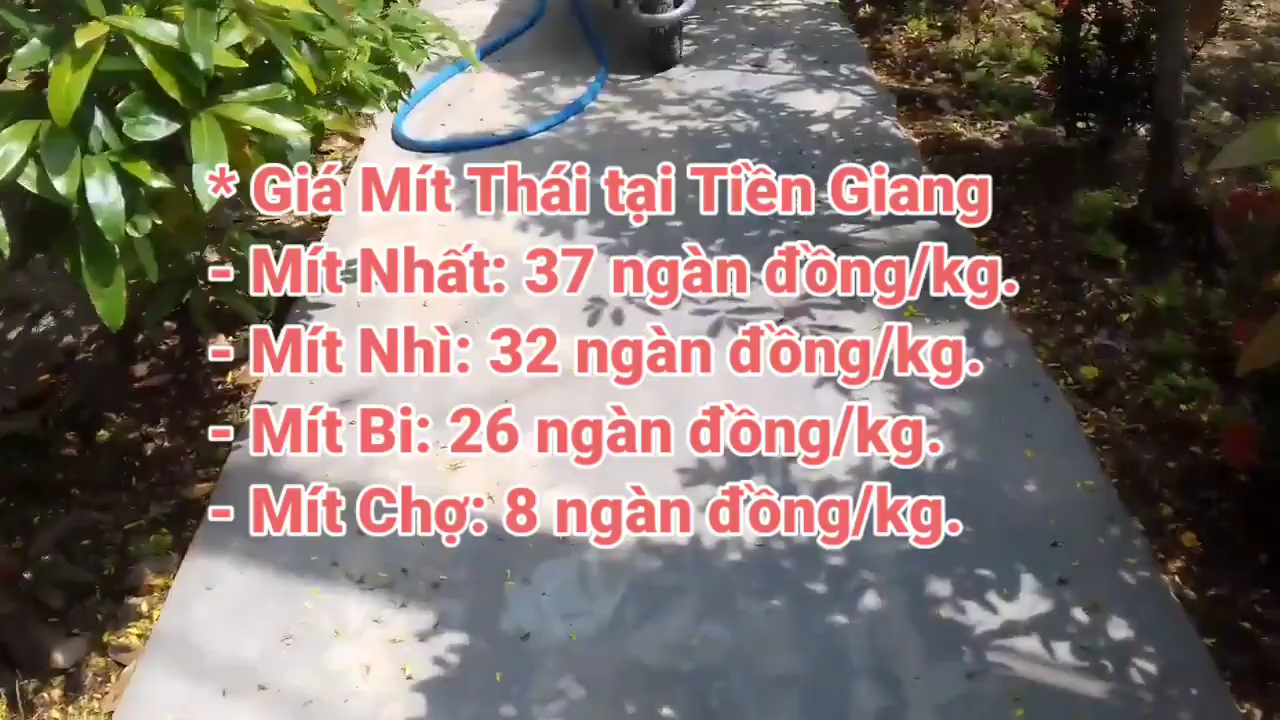 * Giá Mít Thái tại Tiền Giang
- Mít Nhất: 37 ngàn đồng/kg.
- Mít Nhì: 32 ngàn đồng/kg.
- Mít Bi: 26 ngàn đồng/kg.
- Mít Chợ: 8 ngàn đồng/kg.